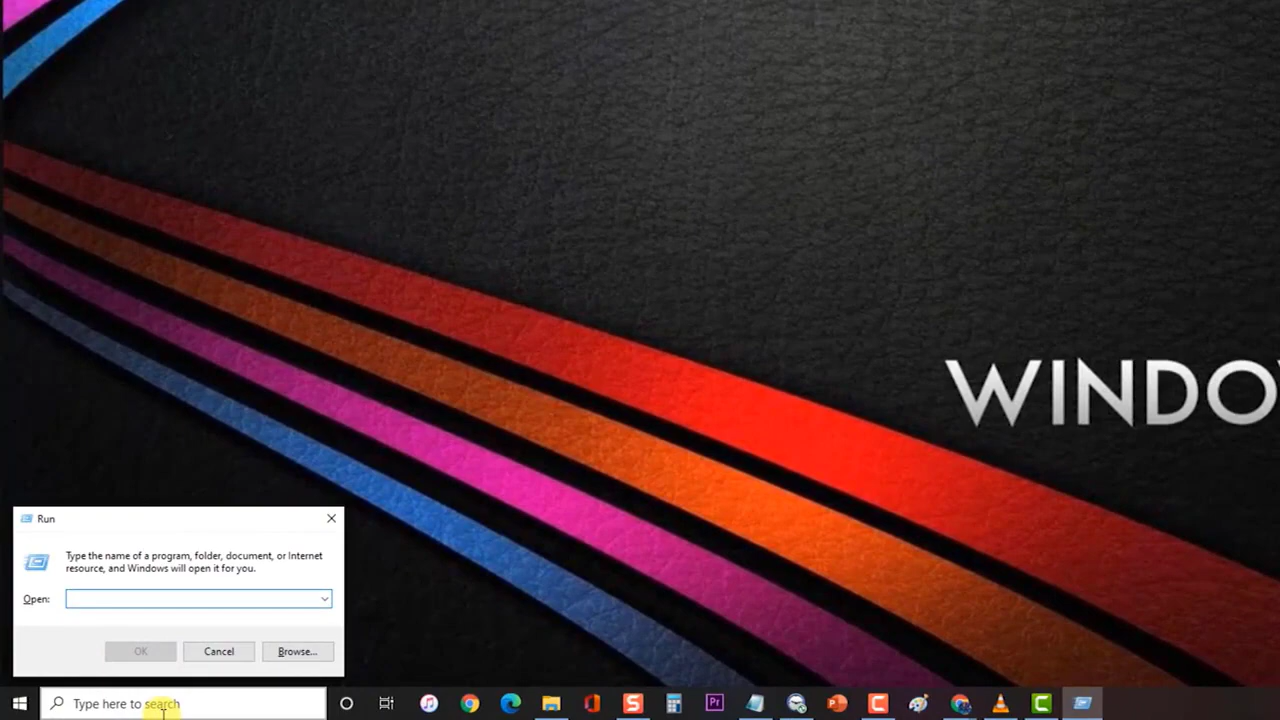 WINDO
Run
Type the name of a program, folder, document, or Internet
resource, and Windows will open it for you.
Open:
OK
Cancel
Browse...
Type here to search